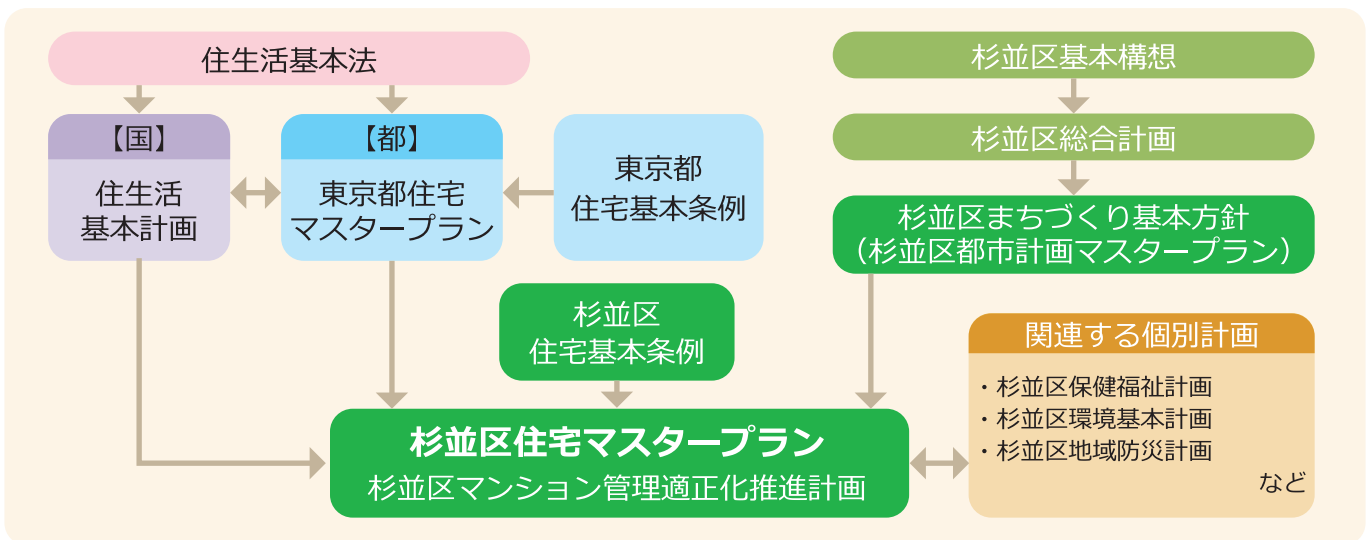 住生活基本法
【国】
住生活
基本計画
【都】
東京都住宅
マスタープラン
東京都
住宅基本条例
杉並区
住宅基本条例
杉並区基本構想
杉並区総合計画
杉並区まちづくり基本方針
（杉並区都市計画マスタープラン）
関連する個別計画
・杉並区保健福祉計画
・杉並区環境基本計画
・杉並区地域防災計画
など
杉並区住宅マスタープラン
杉並区マンション管理適正化推進計画